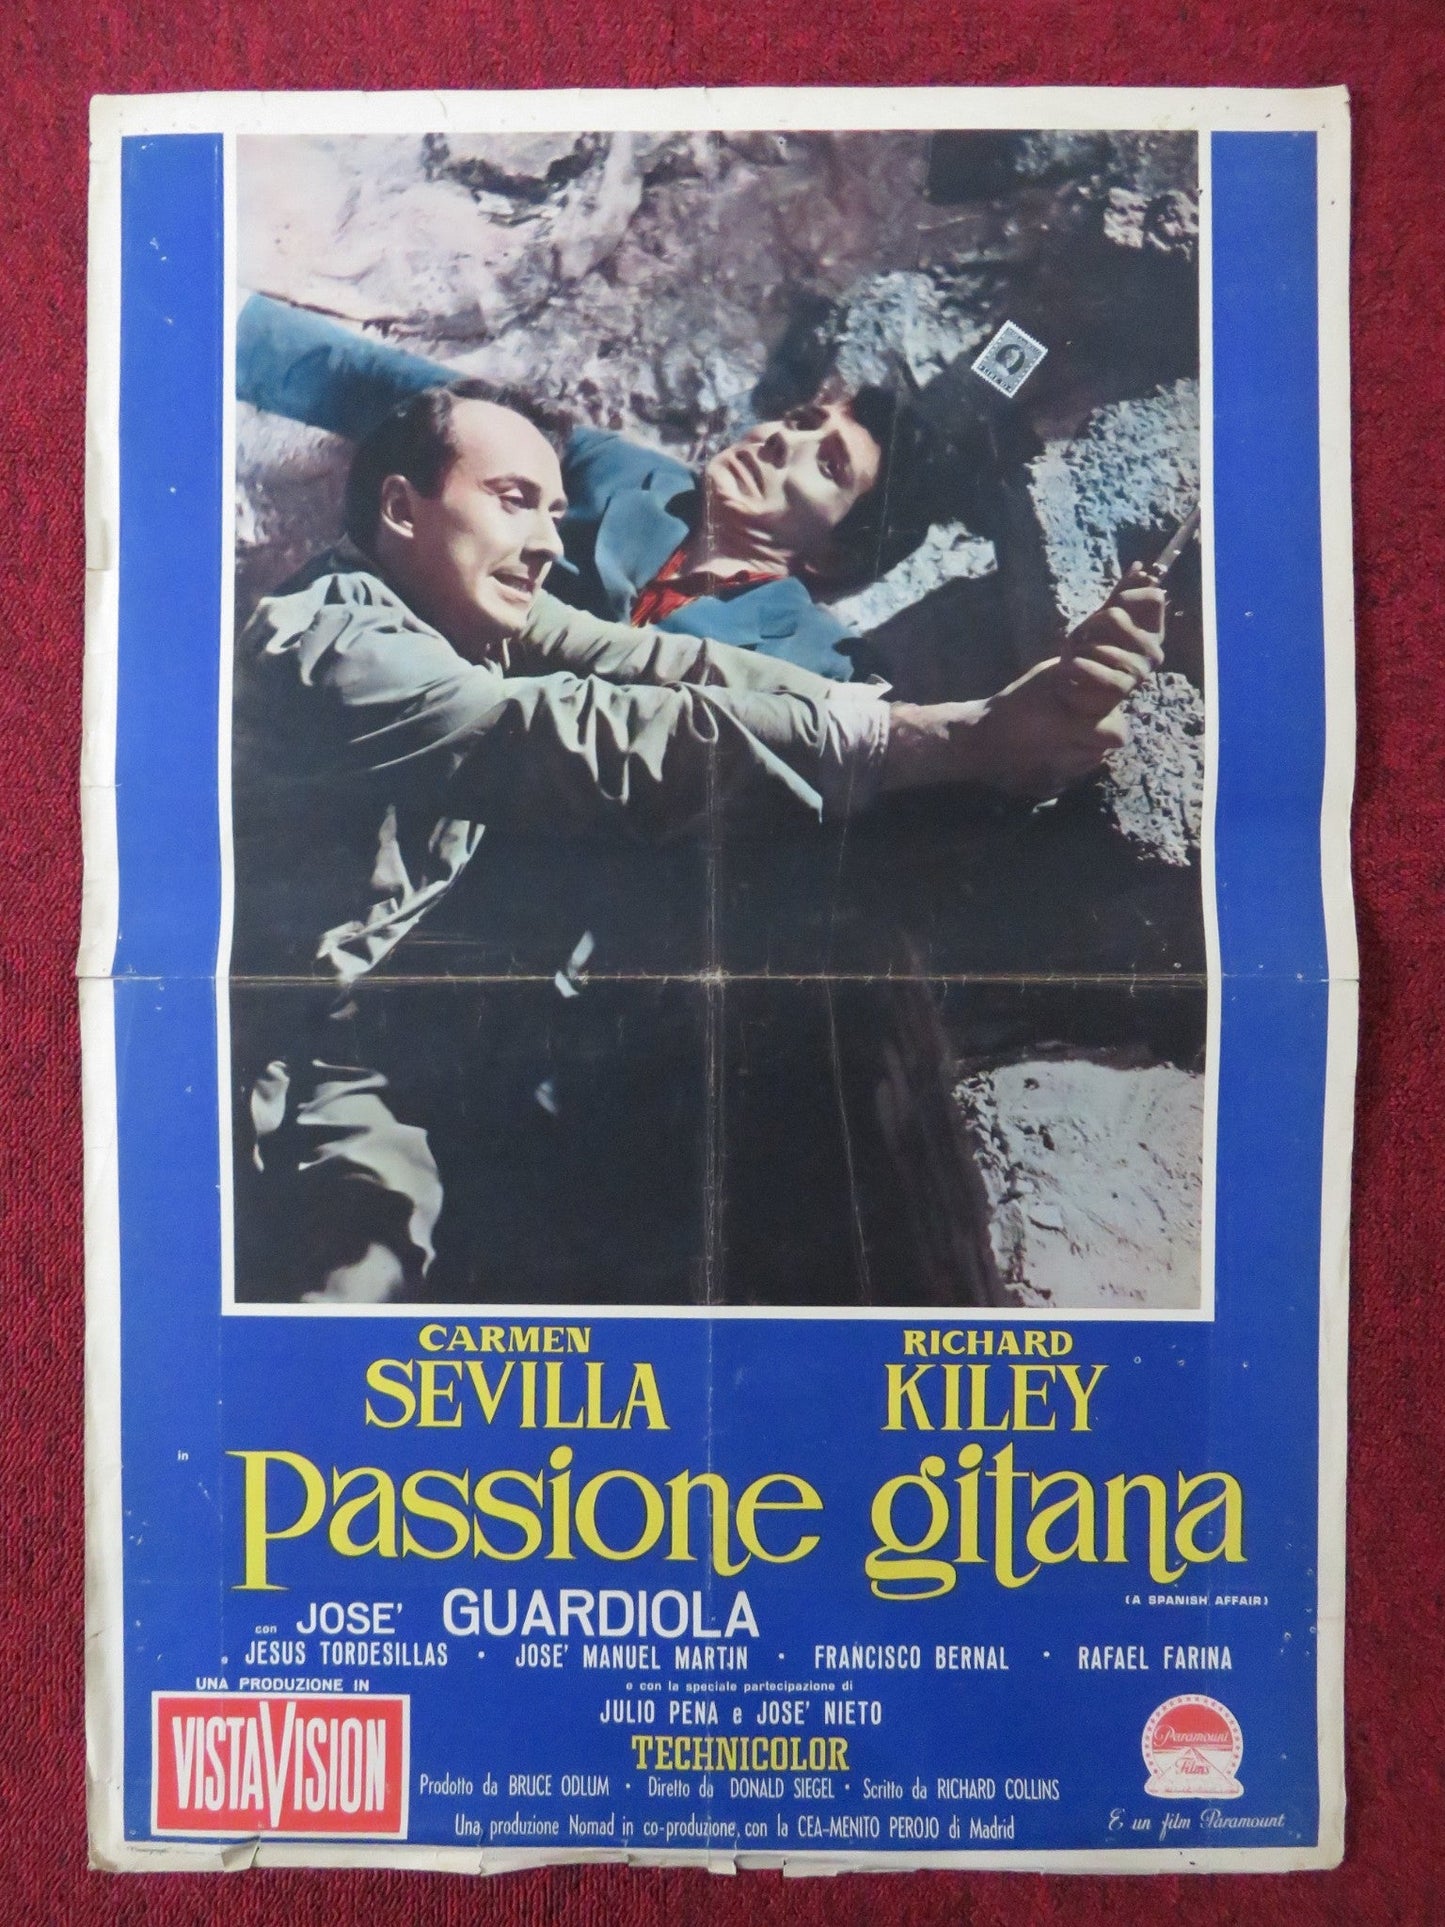 CARMEN
SEVILLA
RICHARD
KILEY
in
Passione gitana
(A SPANISH AFFAIR)
con JOSE' GUARDIOLA
e JESUS TORDESILLAS • JOSE' MANUEL MARTIN • FRANCISCO BERNAL • RAFAEL FARINA
e con la speciale partecipazione di
JULIO PENA e JOSE' NIETO
UNA PRODUZIONE IN
VISTAVISION
TECHNICOLOR
Prodotto da BRUCE ODLUM • Diretto da DONALD SIEGEL • Scritto da RICHARD COLLINS
Una produzione Nomad in co-produzione, con la CEA-MENITO PEROJO di Madrid
Paramount
Films
È un film Paramount